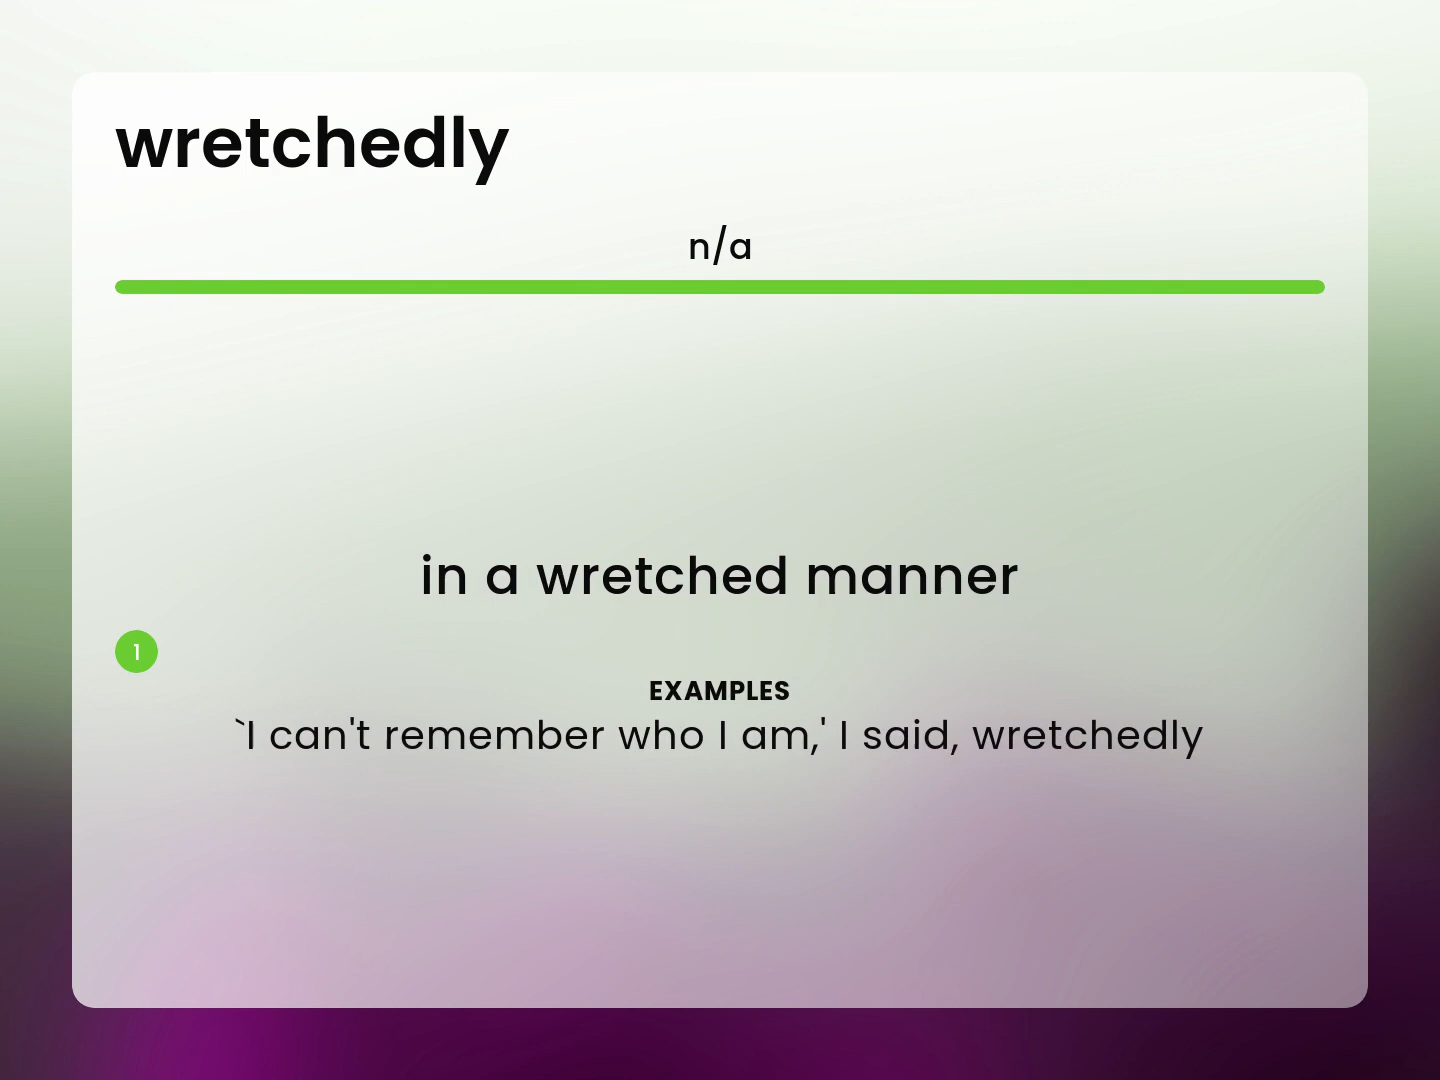 wretchedly
n/a
in a wretched manner
1
EXAMPLES
`I can't remember who I am,' I said, wretchedly